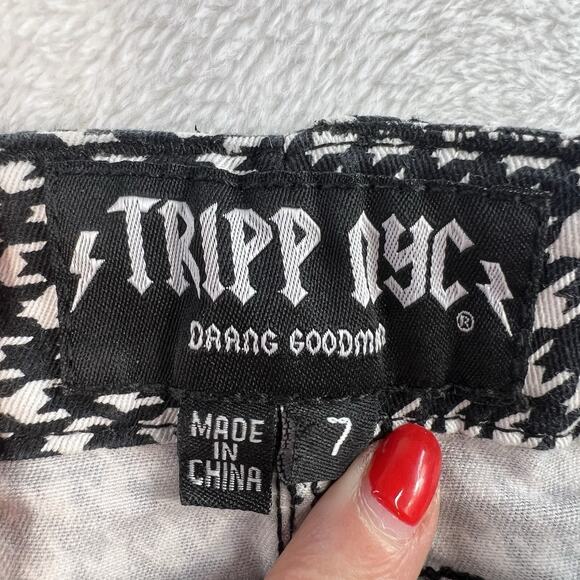 TRIPP NYC
®
DAANG GOODMA
MADE
IN
CHINA
7